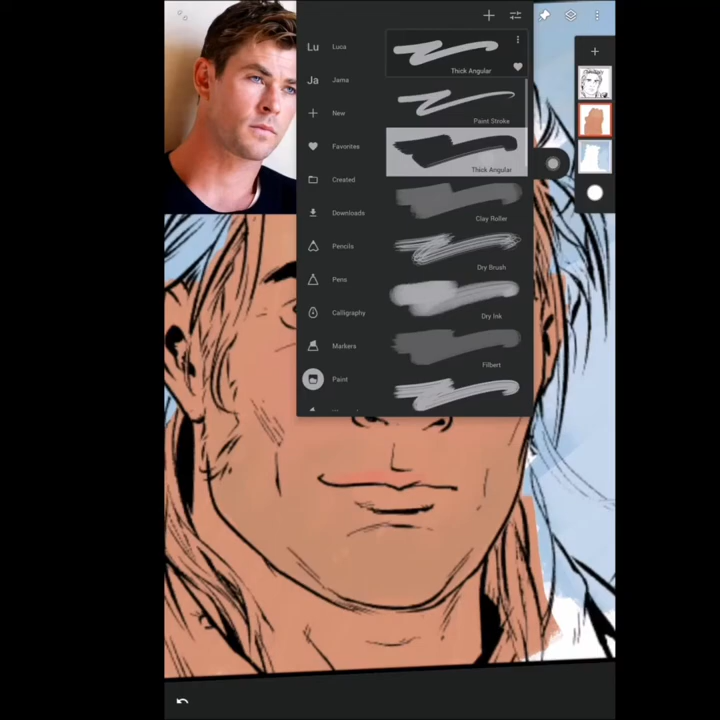 Lu Luca
Ja Jama
New
Favorites
Created
Downloads
Pencils
Pens
Calligraphy
Markers
Paint
Thick Angular
Paint Stroke
Thick Angular
Clay Roller
Dry Brush
Dry Ink
Filbert